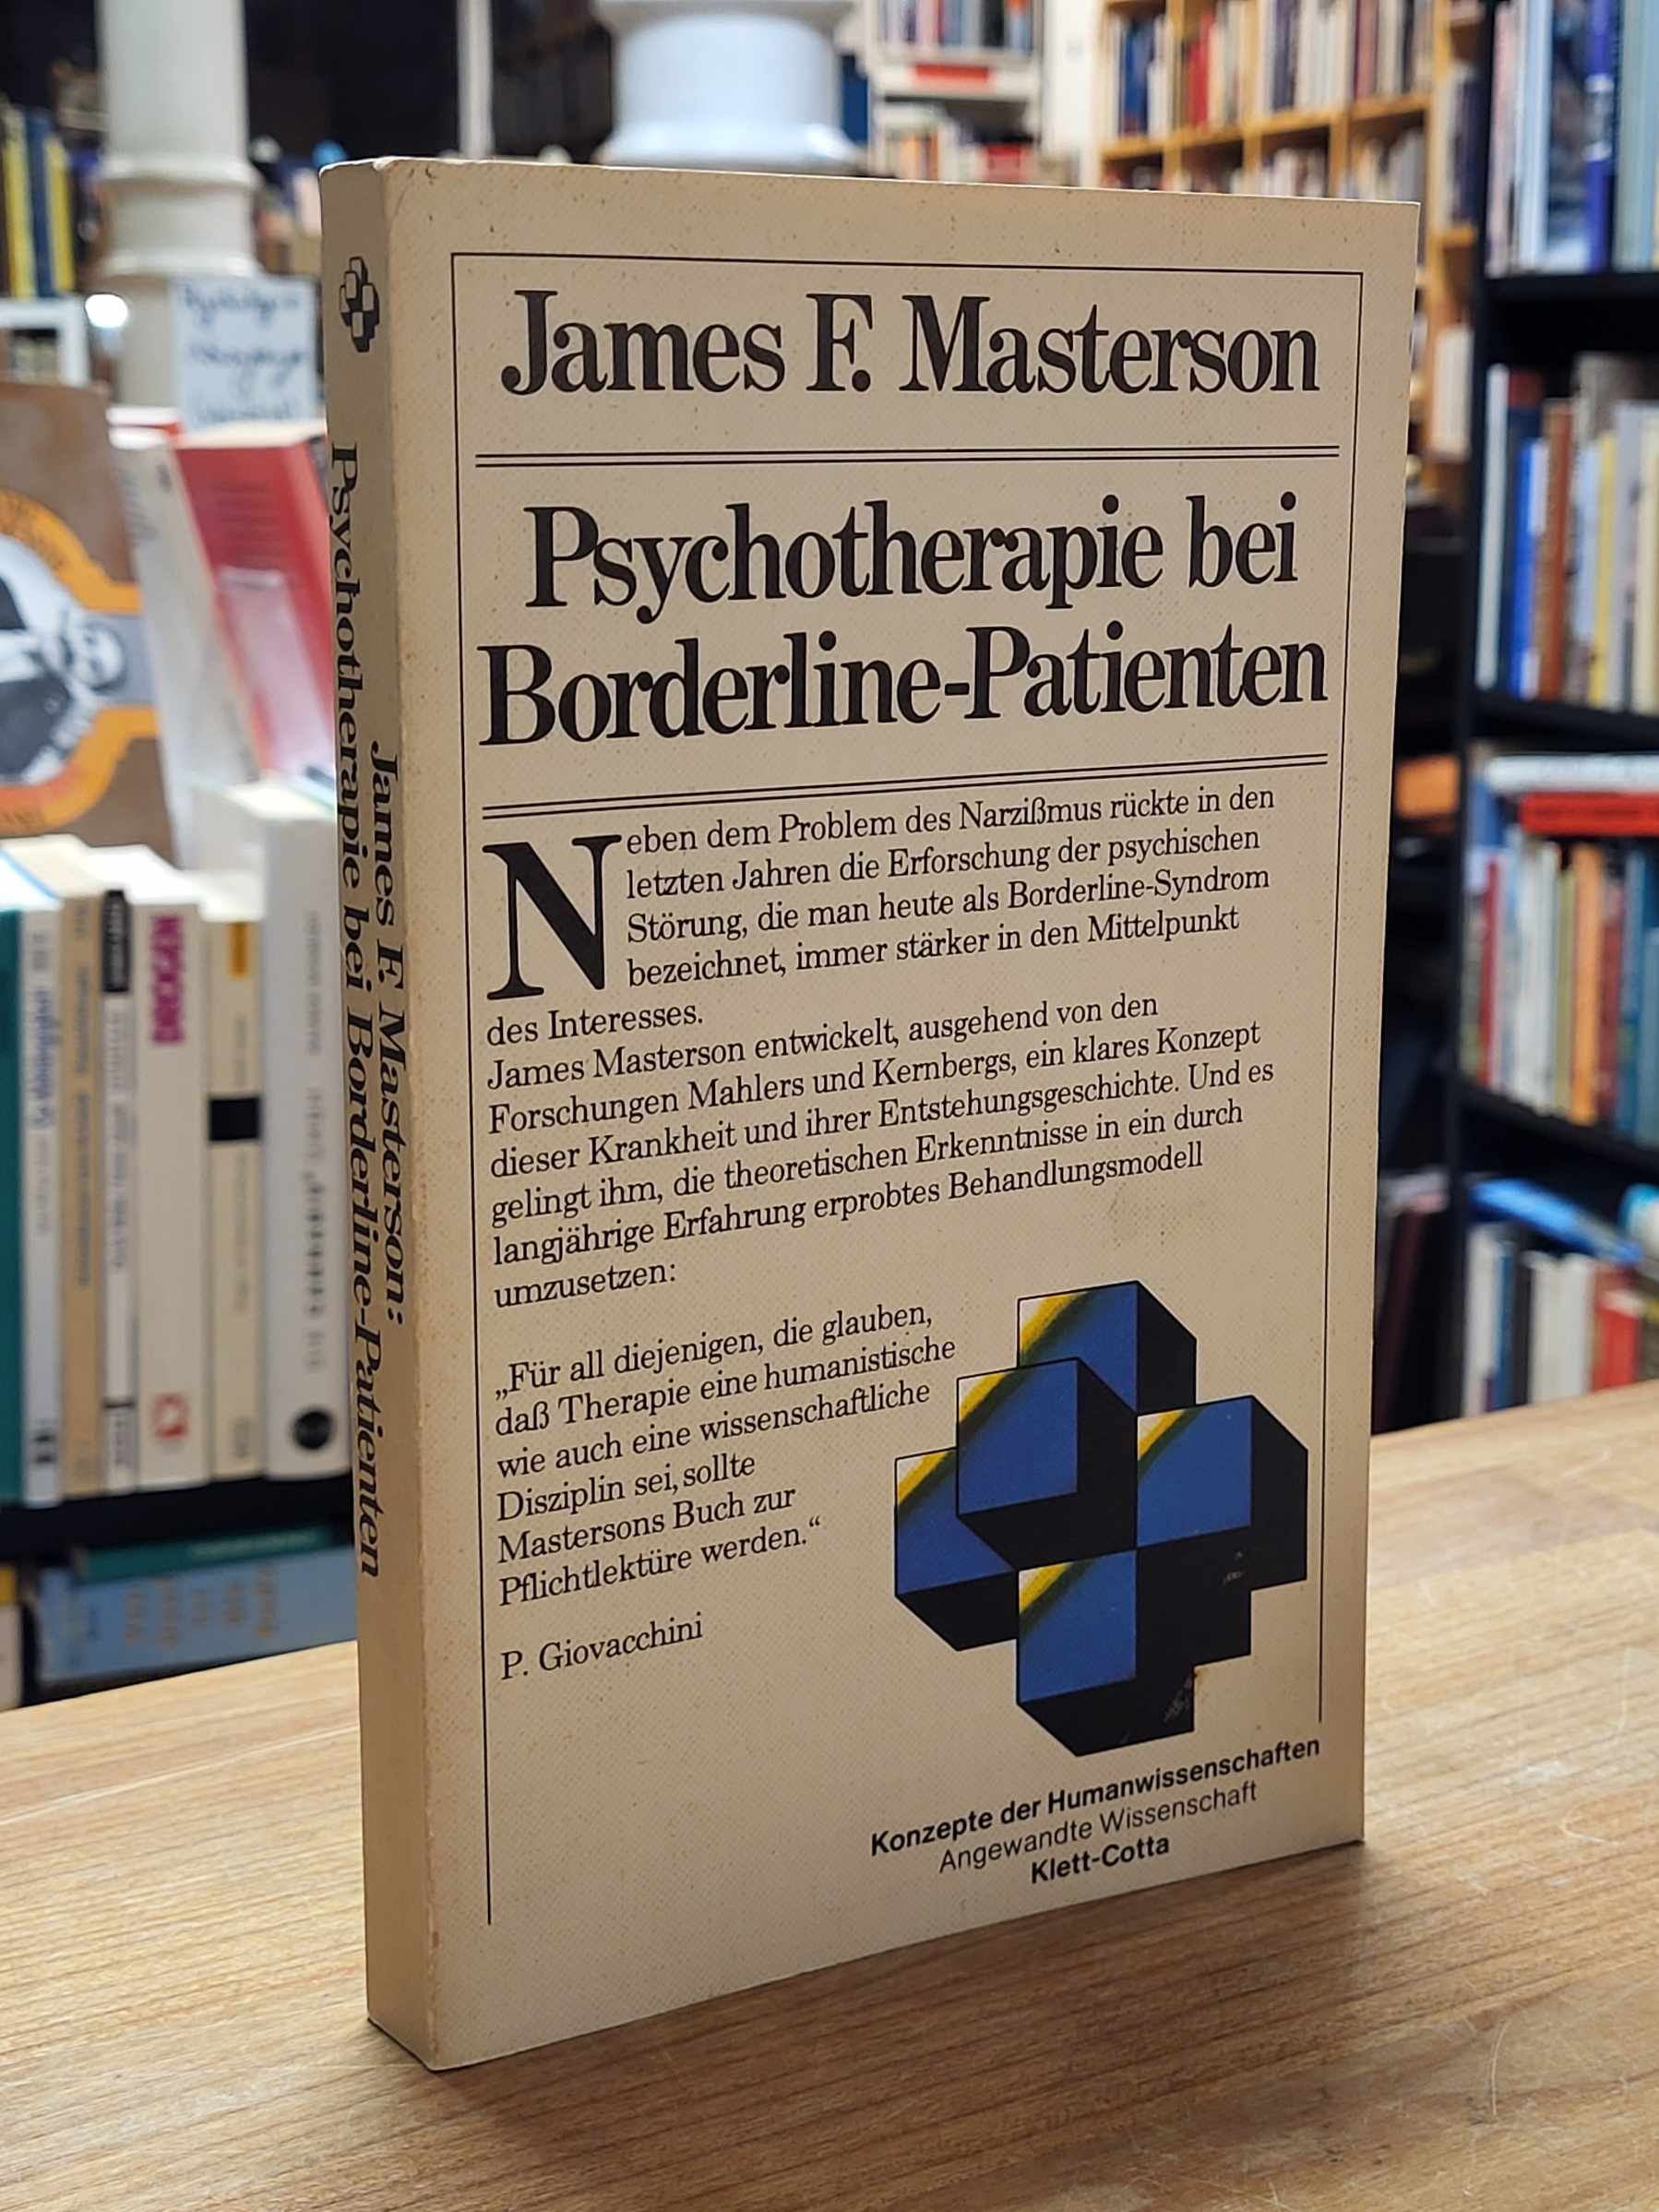 James F. Masterson:
Psychotherapie bei Borderline-Patienten
James F. Masterson
Psychotherapie bei
Borderline-Patienten
Neben dem Problem des Narzißmus rückte in den
letzten Jahren die Erforschung der psychischen
Störung, die man heute als Borderline-Syndrom
bezeichnet, immer stärker in den Mittelpunkt
des Interesses.
James Masterson entwickelt, ausgehend von den
Forschungen Mahlers und Kernbergs, ein klares Konzept
dieser Krankheit und ihrer Entstehungsgeschichte. Und es
gelingt ihm, die theoretischen Erkenntnisse in ein durch
langjährige Erfahrung erprobtes Behandlungsmodell
umzusetzen:
„Für all diejenigen, die glauben,
daß Therapie eine humanistische
wie auch eine wissenschaftliche
Disziplin sei, sollte
Mastersons Buch zur
Pflichtlektüre werden.“
P. Giovacchini
Konzepte der Humanwissenschaften
Angewandte Wissenschaft
Klett-Cotta